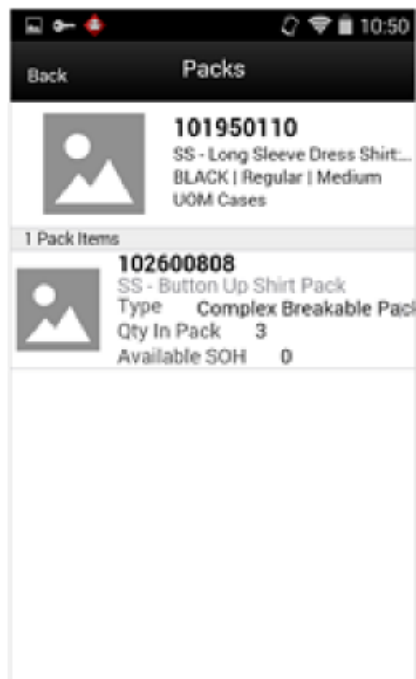 10:50
Back
Packs
101950110
SS - Long Sleeve Dress Shirt:...
BLACK | Regular | Medium
UOM Cases
1 Pack Items
102600808
SS - Button Up Shirt Pack
Type Complex Breakable Pack
Qty In Pack 3
Available SOH 0